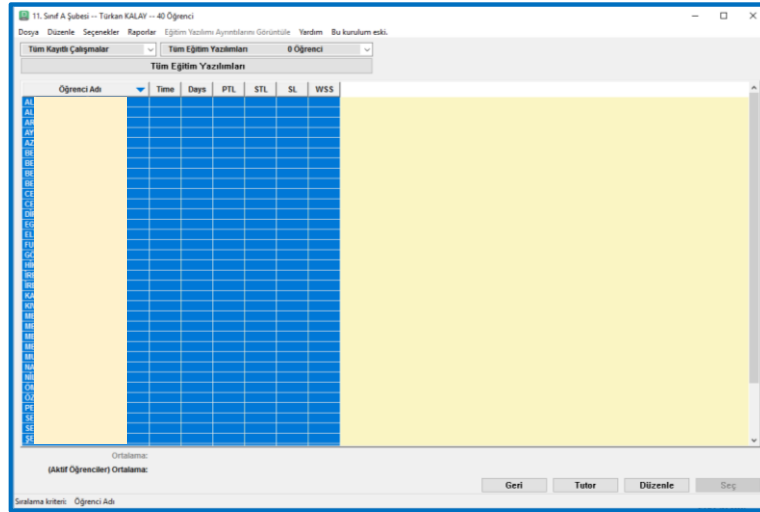 11. Sınıf A Şubesi -- Türkan KALAY -- 40 Öğrenci
Dosya Düzenle Seçenekler Raporlar Eğitim Yazılımı Ayrıntılarını Görüntüle Yardım Bu kurulum eski.
Tüm Kayıtlı Çalışmalar Tüm Eğitim Yazılımları 0 Öğrenci
Tüm Eğitim Yazılımları
Öğrenci Adı Time Days PTL STL SL WSS
AL
AL
AR
AY
AZ
BE
BE
BE
BE
CE
CE
Dİ
EG
EL
FU
GÖ
Hİ
İRE
İRE
KA
KIV
ME
ME
ME
ME
MU
NA
NİL
ÖM
ÖZ
PE
SE
SE
ŞE
Ortalama:
(Aktif Öğrenciler) Ortalama:
Geri Tutor Düzenle Seç
Sıralama kriteri: Öğrenci Adı